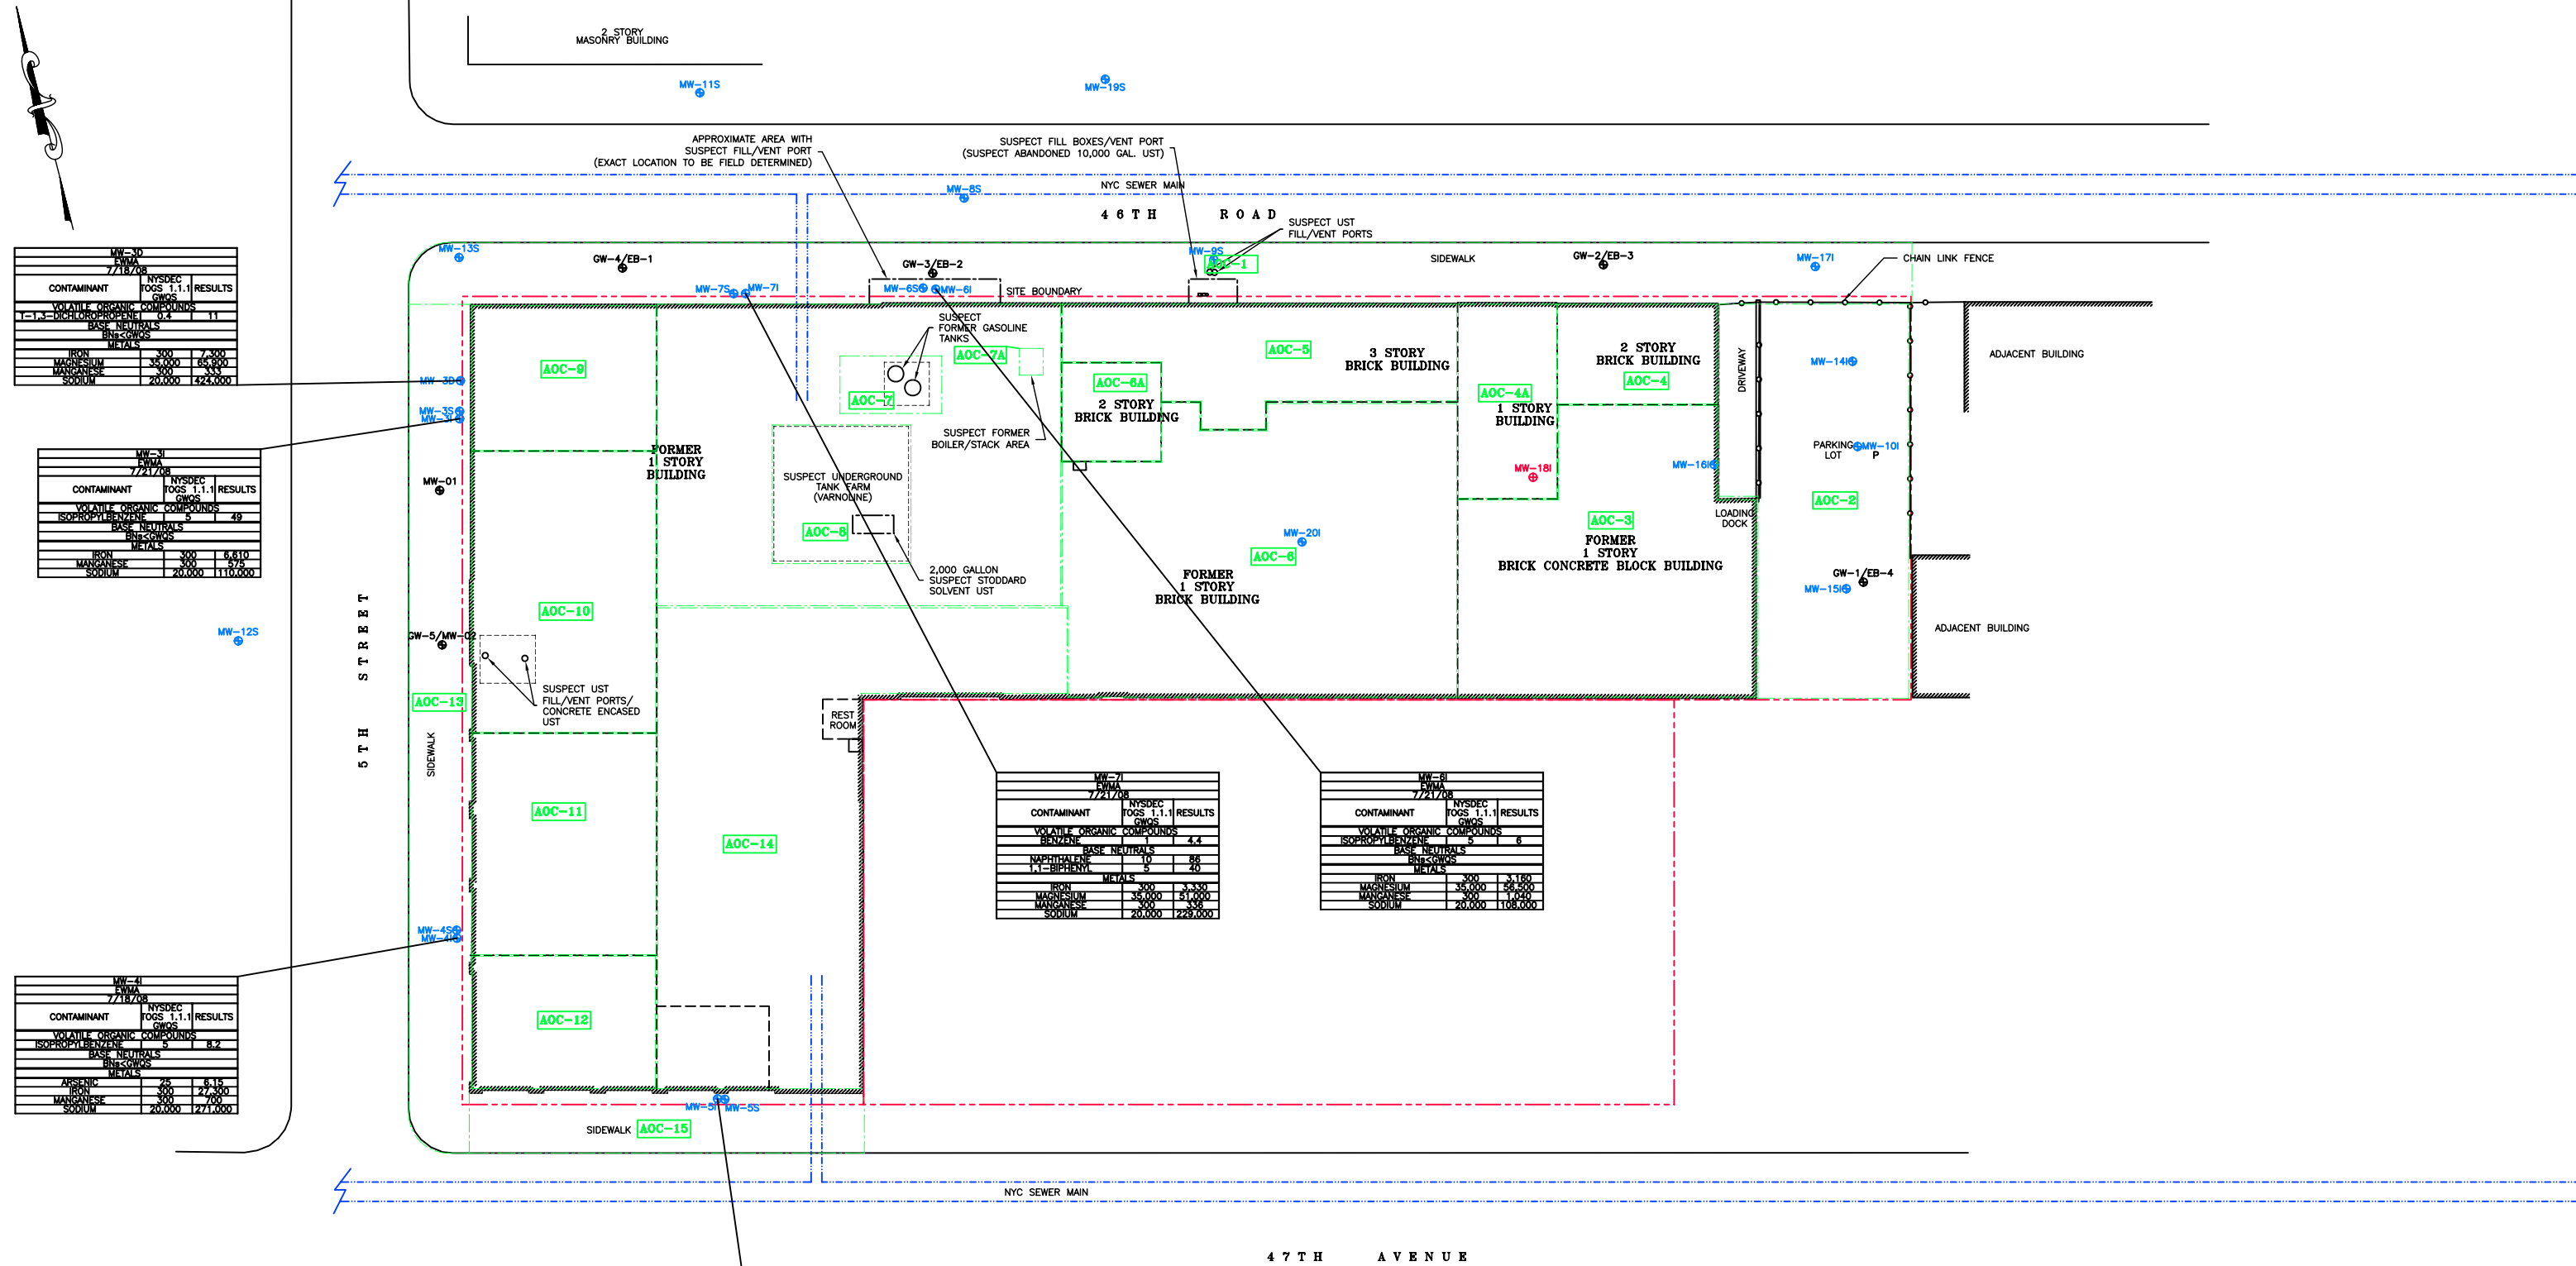 2 STORY
MASONRY BUILDING
MW-11S
MW-19S
APPROXIMATE AREA WITH
SUSPECT FILL/VENT PORT
(EXACT LOCATION TO BE FIELD DETERMINED)
SUSPECT FILL BOXES/VENT PORT
(SUSPECT ABANDONED 10,000 GAL. UST)
NYC SEWER MAIN
MW-8S
46TH ROAD
SUSPECT UST
FILL/VENT PORTS
MW-13S
GW-4/EB-1
GW-3/EB-2
MW-9S
AOC-1
SIDEWALK
GW-2/EB-3
MW-17I
CHAIN LINK FENCE
MW-7S
MW-7I
MW-6S
MW-6I
SITE BOUNDARY
MW-3D
EWMA
7/18/08
CONTAMINANT NYSDEC TOGS 1.1.1 GWQS RESULTS
VOLATILE ORGANIC COMPOUNDS
T-1,3-DICHLOROPROPENE 0.4 11
BASE NEUTRALS
BNs<GWQS
METALS
IRON 300 7,300
MAGNESIUM 35,000 65,900
MANGANESE 300 333
SODIUM 20,000 424,000
MW-3D
MW-3S
MW-3I
MW-3I
EWMA
7/21/08
CONTAMINANT NYSDEC TOGS 1.1.1 GWQS RESULTS
VOLATILE ORGANIC COMPOUNDS
ISOPROPYLBENZENE 5 49
BASE NEUTRALS
BNs<GWQS
METALS
IRON 300 6,610
MANGANESE 300 575
SODIUM 20,000 110,000
AOC-9
SUSPECT
FORMER GASOLINE
TANKS
AOC-7A
AOC-7
AOC-5
3 STORY
BRICK BUILDING
AOC-6A
2 STORY
BRICK BUILDING
SUSPECT FORMER
BOILER/STACK AREA
2 STORY
BRICK BUILDING
AOC-4
AOC-4A
1 STORY
BUILDING
DRIVEWAY
MW-14I
ADJACENT BUILDING
PARKING
LOT
P
MW-10I
MW-16I
MW-18I
MW-01
FORMER
1 STORY
BUILDING
SUSPECT UNDERGROUND
TANK FARM
(VARNOLINE)
AOC-8
2,000 GALLON
SUSPECT STODDARD
SOLVENT UST
MW-20I
AOC-6
FORMER
1 STORY
BRICK BUILDING
AOC-3
FORMER
1 STORY
BRICK CONCRETE BLOCK BUILDING
LOADING
DOCK
AOC-2
GW-1/EB-4
MW-15I
ADJACENT BUILDING
MW-12S
5TH STREET
AOC-10
GW-5/MW-02
SUSPECT UST
FILL/VENT PORTS/
CONCRETE ENCASED
UST
AOC-13
SIDEWALK
REST
ROOM
AOC-11
AOC-14
MW-7I
EWMA
7/21/08
CONTAMINANT NYSDEC TOGS 1.1.1 GWQS RESULTS
VOLATILE ORGANIC COMPOUNDS
BENZENE 1 4.4
BASE NEUTRALS
NAPHTHALENE 10 86
1,1-BIPHENYL 5 40
METALS
IRON 300 3,330
MAGNESIUM 35,000 51,000
MANGANESE 300 336
SODIUM 20,000 229,000
MW-6I
EWMA
7/21/08
CONTAMINANT NYSDEC TOGS 1.1.1 GWQS RESULTS
VOLATILE ORGANIC COMPOUNDS
ISOPROPYLBENZENE 5 6
BASE NEUTRALS
BNs<GWQS
METALS
IRON 300 3,160
MAGNESIUM 35,000 56,500
MANGANESE 300 1,040
SODIUM 20,000 108,000
MW-4S
MW-4I
MW-4I
EWMA
7/18/08
CONTAMINANT NYSDEC TOGS 1.1.1 GWQS RESULTS
VOLATILE ORGANIC COMPOUNDS
ISOPROPYLBENZENE 5 8.2
BASE NEUTRALS
BNs<GWQS
METALS
ARSENIC 25 6.15
IRON 300 27,300
MANGANESE 300 700
SODIUM 20,000 271,000
AOC-12
MW-5I
MW-5S
SIDEWALK
AOC-15
NYC SEWER MAIN
47TH AVENUE